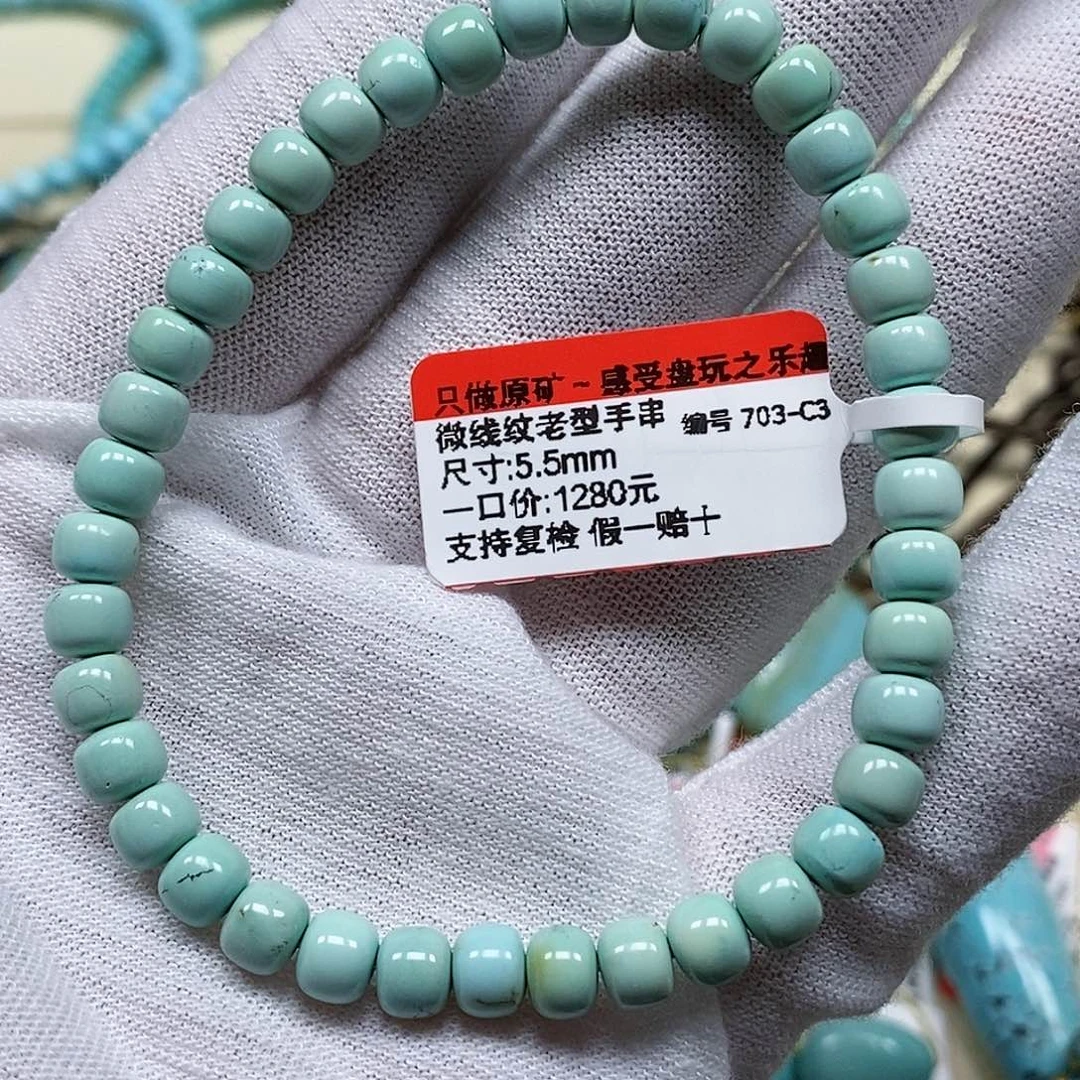 只做原矿~感受盘玩之乐趣
微线纹老型手串 编号 703-C3
尺寸:5.5mm
一口价:1280元
支持复检 假一赔十